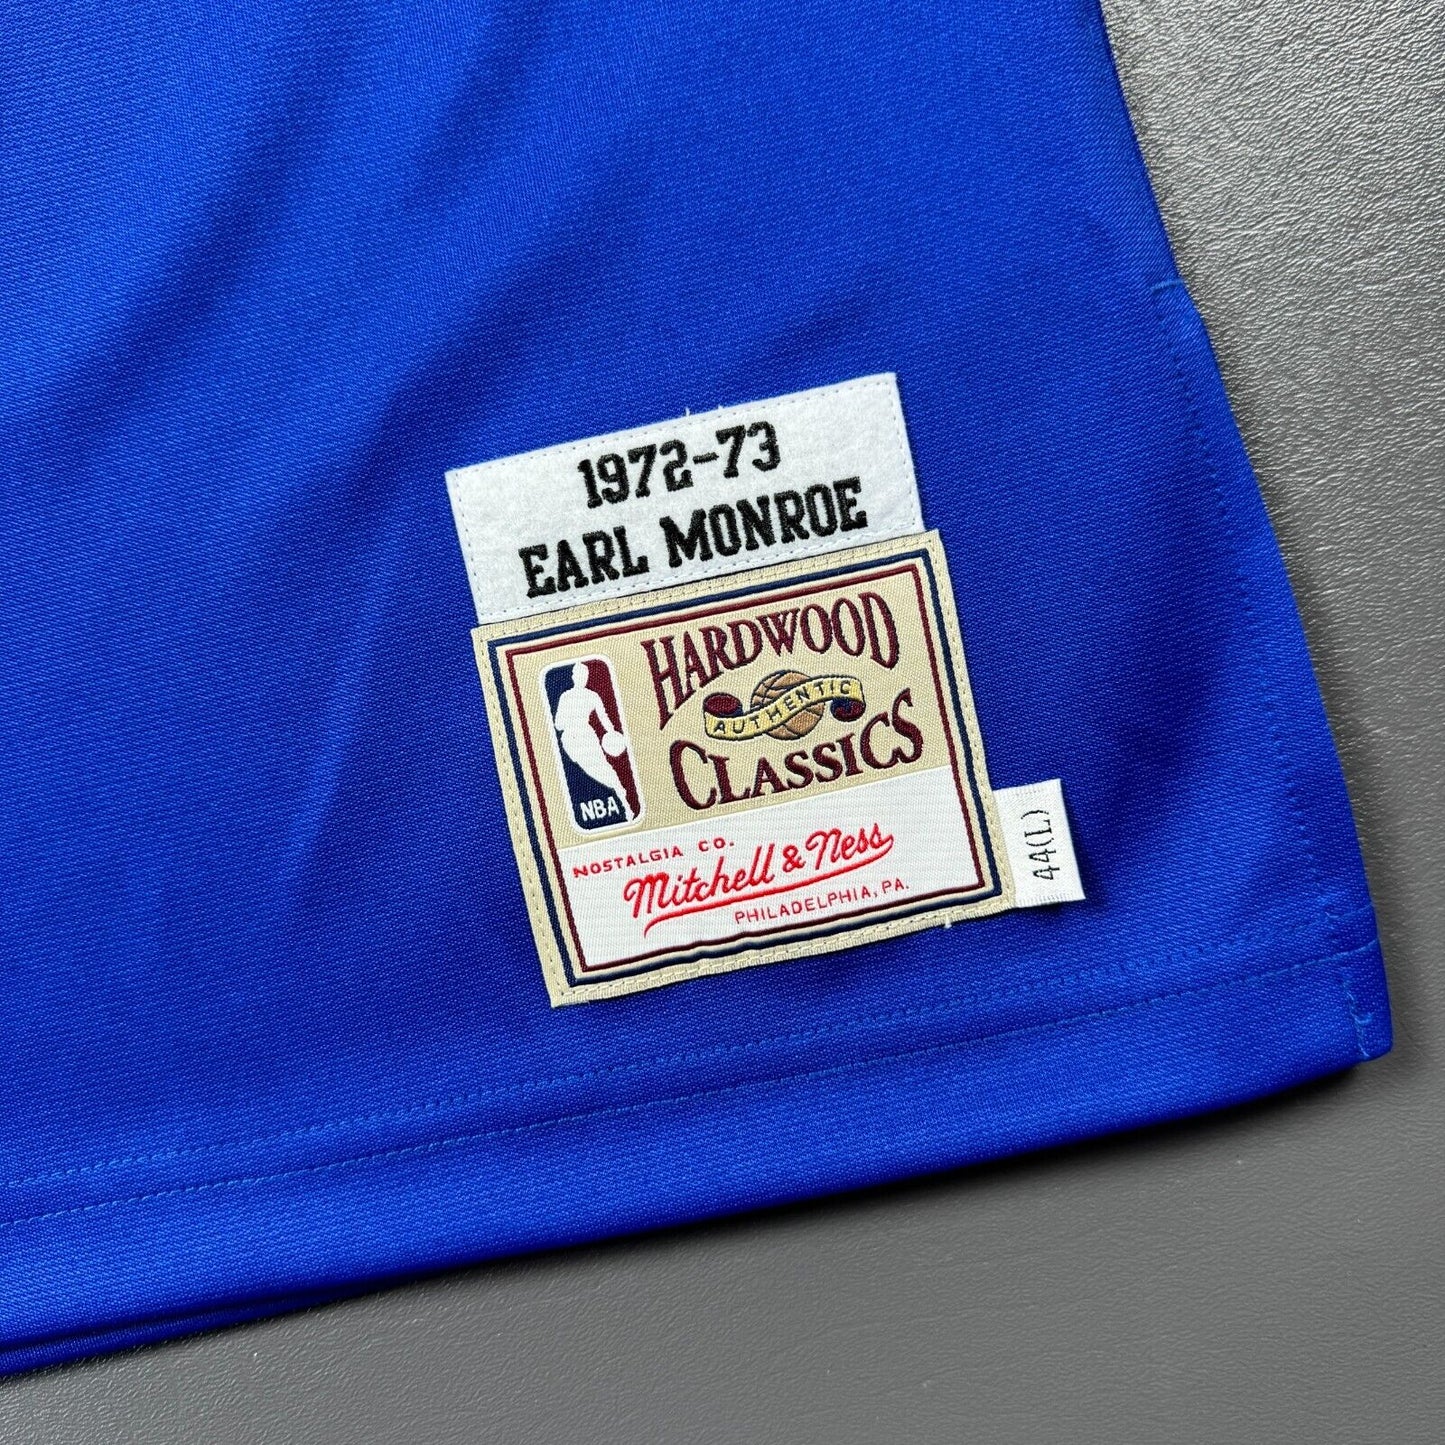 1972-73
EARL MONROE
HARDWOOD
AUTHENTIC
CLASSICS
NBA
NOSTALGIA CO.
Mitchell & Ness
PHILADELPHIA, PA.
44(L)